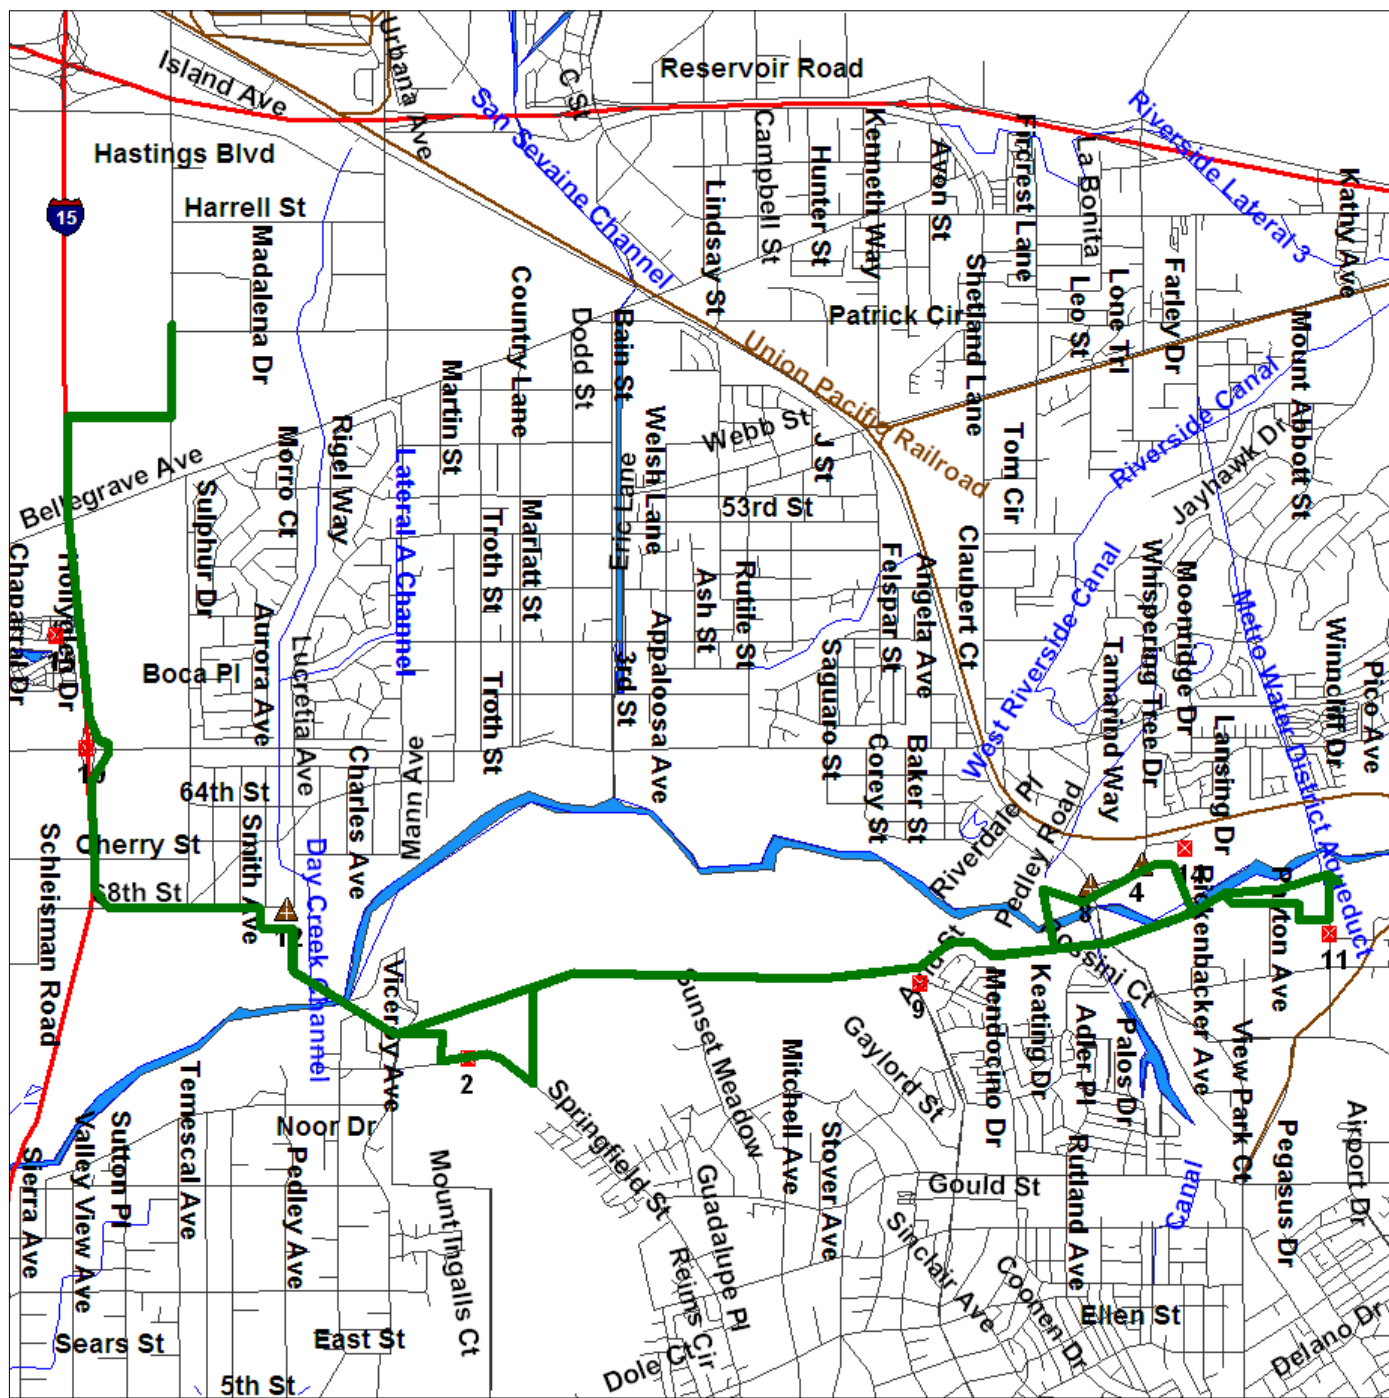 Reservoir Road
Island Ave
Urbana Ave
C St
San Sevaine Channel
Riverside Lateral 3
Hastings Blvd
Campbell St
Kenneth Way
Hunter St
Avon St
Fircrest Lane
La Bonita
Kathy Ave
15
Harrell St
Madalena Dr
Lindsay St
Country Lane
Shetland Lane
Leo St
Lone Trl
Farley Dr
Patrick Cir
Dodd St
Bain St
Mount Abbott St
Union Pacific Railroad
Riverside Canal
Martin St
Webb St
J St
Welsh Lane
Tom Cir
Jayhawk Dr
Rigel Way
Morro Ct
Bellegrave Ave
Sulphur Dr
Lateral A Channel
Eric Lane
53rd St
Troth St
Marlatt St
Claubert Ct
Chaparral Dr
Hollyglen Dr
Felspar St
Angela Ave
Ash St
Rutile St
West Riverside Canal
Whispering Tree Dr
Moonridge Dr
Metro Water District Aqueduct
Aurora Ave
Lucretia Ave
Boca Pl
Appaloosa Ave
3rd St
Saguaro St
Tamarind Way
Winncliff Dr
Pico Ave
Troth St
Lansing Dr
Mann Ave
Charles Ave
Corey St
Baker St
64th St
Riverdale Pl
Pedley Road
Schleisman Road
Cherry St
Smith Ave
Day Creek Channel
68th St
14
4
Rickenbacker Ave
12
11
Viceroy Ave
Sunset Meadow
9
Mendocino Dr
Keating Dr
Rossini Ct
Adler Pl
Palos Dr
View Park Ct
2
Gaylord St
Mitchell Ave
Temescal Ave
Springfield St
Noor Dr
Sutton Pl
Valley View Ave
Sierra Ave
Pedley Ave
Mount Ingalls Ct
Guadalupe Pl
Stover Ave
Gould St
Rutland Ave
Canal
Pegasus Dr
Airport Dr
Sinclair Ave
Coonen Dr
Reims Cir
Ellen St
Sears St
East St
Dole Ct
Delano Dr
5th St